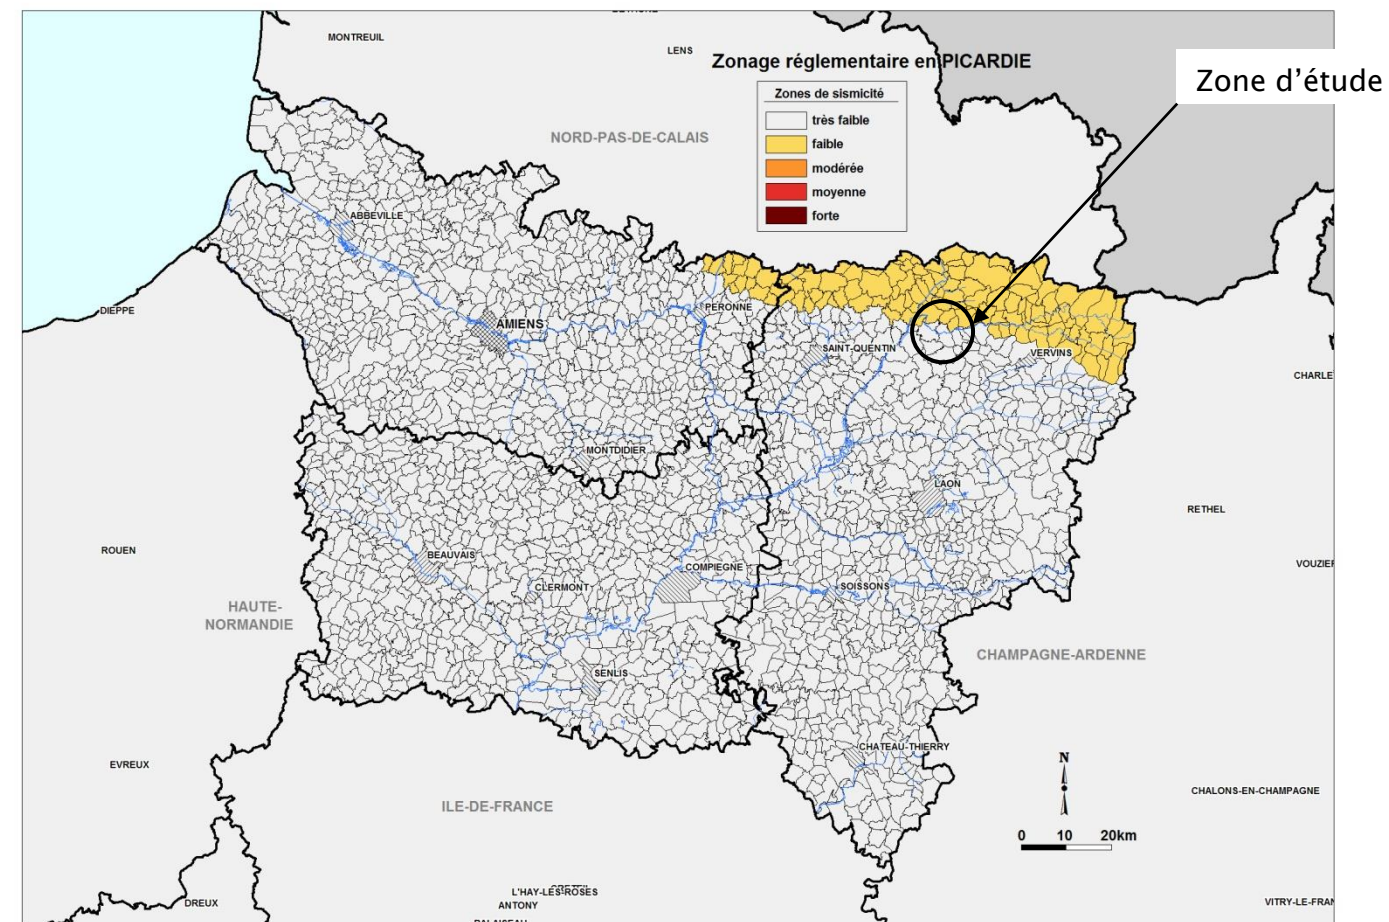 MONTREUIL
LENS
Zonage réglementaire en PICARDIE
Zone d'étude
Zones de sismicité
très faible
faible
modérée
moyenne
forte
NORD-PAS-DE-CALAIS
ABBEVILLE
DIEPPE
PERONNE
AMIENS
SAINT-QUENTIN
VERVINS
CHARLE
MONTDIDIER
LAON
RETHEL
ROUEN
BEAUVAIS
COMPIEGNE
VOUZIER
CLERMONT
SOISSONS
HAUTE-
NORMANDIE
CHAMPAGNE-ARDENNE
SENLIS
CHATEAU-THIERRY
N
EVREUX
CHALONS-EN-CHAMPAGNE
ILE-DE-FRANCE
0 10 20km
L'HAY-LES-ROSES
DREUX
ANTONY
VITRY-LE-FRAN